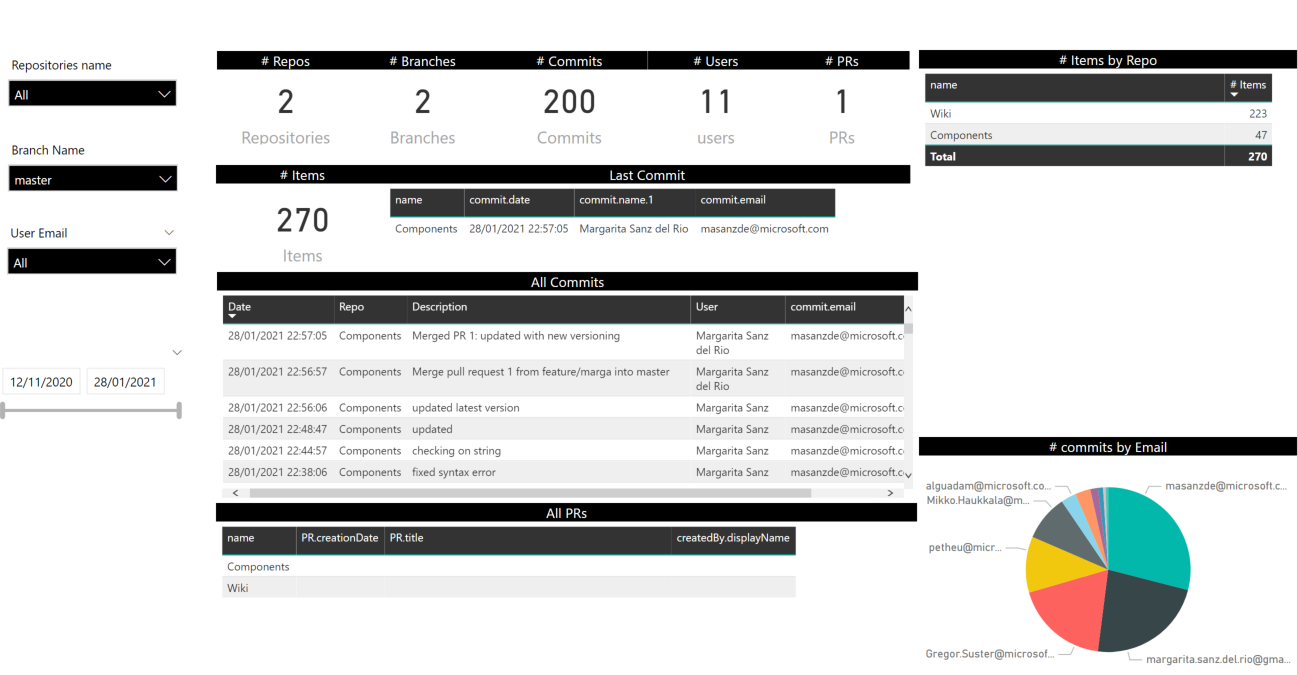 Repositories name
All
Branch Name
master
User Email
All
12/11/2020 28/01/2021
# Repos # Branches # Commits # Users # PRs
2 2 200 11 1
Repositories Branches Commits users PRs
# Items Last Commit
270
Items
name commit.date commit.name.1 commit.email
Components 28/01/2021 22:57:05 Margarita Sanz del Rio masanzde@microsoft.com
All Commits
Date Repo Description User commit.email
28/01/2021 22:57:05 Components Merged PR 1: updated with new versioning Margarita Sanz masanzde@microsoft.c
del Rio
28/01/2021 22:56:57 Components Merge pull request 1 from feature/marga into master Margarita Sanz masanzde@microsoft.c
del Rio
28/01/2021 22:56:06 Components updated latest version Margarita Sanz masanzde@microsoft.c
28/01/2021 22:48:47 Components updated Margarita Sanz masanzde@microsoft.c
28/01/2021 22:44:57 Components checking on string Margarita Sanz masanzde@microsoft.c
28/01/2021 22:38:06 Components fixed syntax error Margarita Sanz masanzde@microsoft.c
All PRs
name PR.creationDate PR.title createdBy.displayName
Components
Wiki
# Items by Repo
name # Items
Wiki 223
Components 47
Total 270
# commits by Email
alguadam@microsoft.co... masanzde@microsoft.c...
Mikko.Haukkala@m...
petheu@micr...
Gregor.Suster@microsof... margarita.sanz.del.rio@gma...